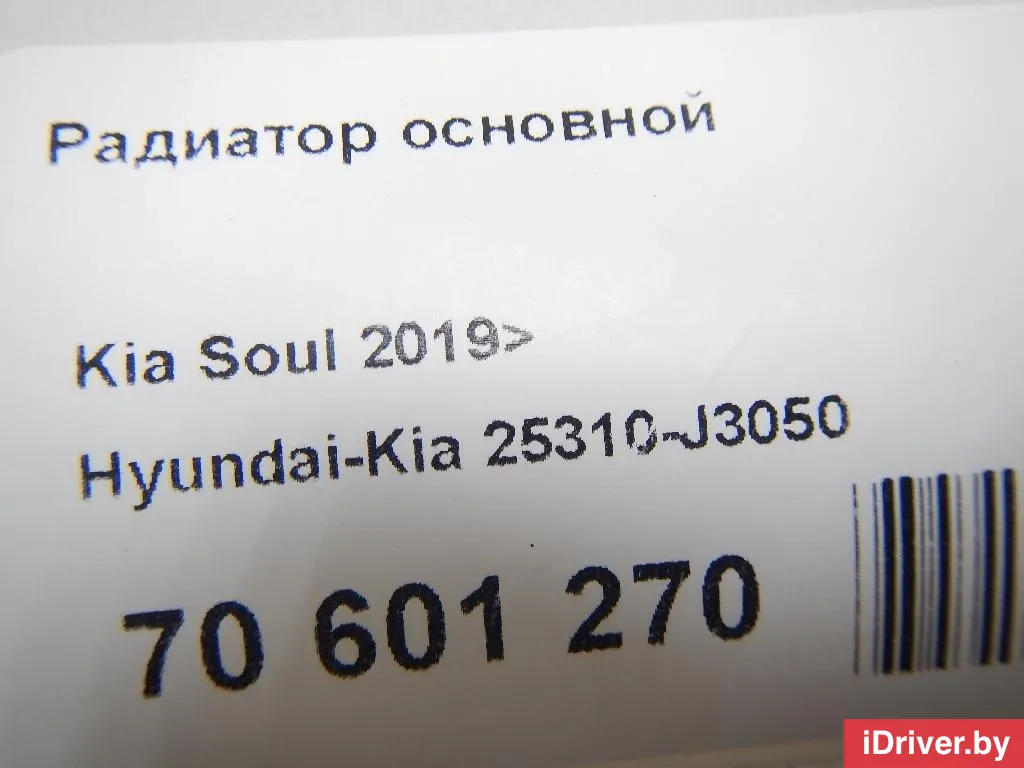 Радиатор основной
Kia Soul 2019>
Hyundai-Kia 25310-J3050
70 601 270
iDriver.by